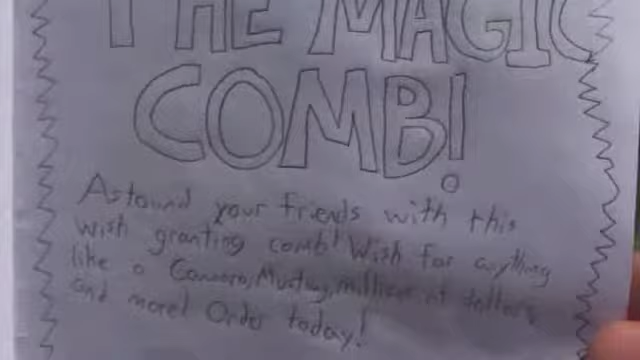 THE MAGIC
COMB!
Astound your friends with this
wish granting comb! Wish for anything
like a Camaro, Mustang, millions of dollars,
and more! Order today!